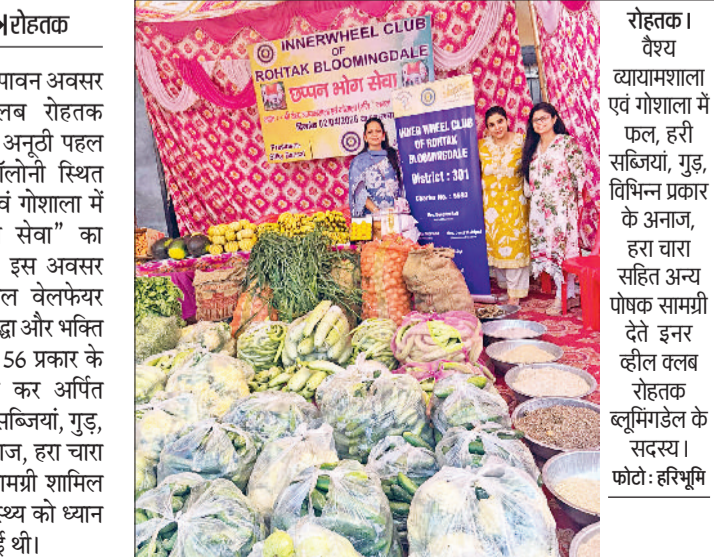 रोहतक
पावन अवसर
लब रोहतक
अनूठी पहल
लोनी स्थित
वं गोशाला में
सेवा” का
इस अवसर
ल वेलफेयर
द्धा और भक्ति
56 प्रकार के
कर अर्पित
सब्जियां, गुड़,
ाज, हरा चारा
ामग्री शामिल
स्थ्य को ध्यान
ई थी।
INNERWHEEL CLUB
OF
ROHTAK BLOOMINGDALE
छप्पन भोग सेवा
INNER WHEEL CLUB
OF ROHTAK
BLOOMINGDALE
District : 301
रोहतक।
वैश्य
व्यायामशाला
एवं गोशाला में
फल, हरी
सब्जियां, गुड़,
विभिन्न प्रकार
के अनाज,
हरा चारा
सहित अन्य
पोषक सामग्री
देते इनर
व्हील क्लब
रोहतक
ब्लूमिंगडेल के
सदस्य।
फोटो: हरिभूमि